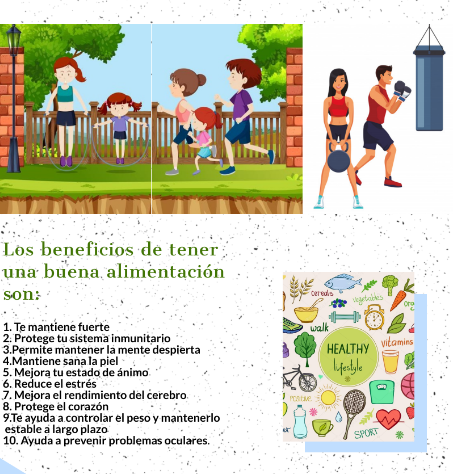 Los beneficios de tener
una buena alimentación
son:
1. Te mantiene fuerte
2. Protege tu sistema inmunitario
3.Permite mantener la mente despierta
4.Mantiene sana la piel
5. Mejora tu estado de ánimo
6. Reduce el estrés
7. Mejora el rendimiento del cerebro
8. Protege el corazón
9.Te ayuda a controlar el peso y mantenerlo
estable a largo plazo
10. Ayuda a prevenir problemas oculares.
cereals
vegetables
walk
HEALTHY
lifestyle
vitamins
SPORT